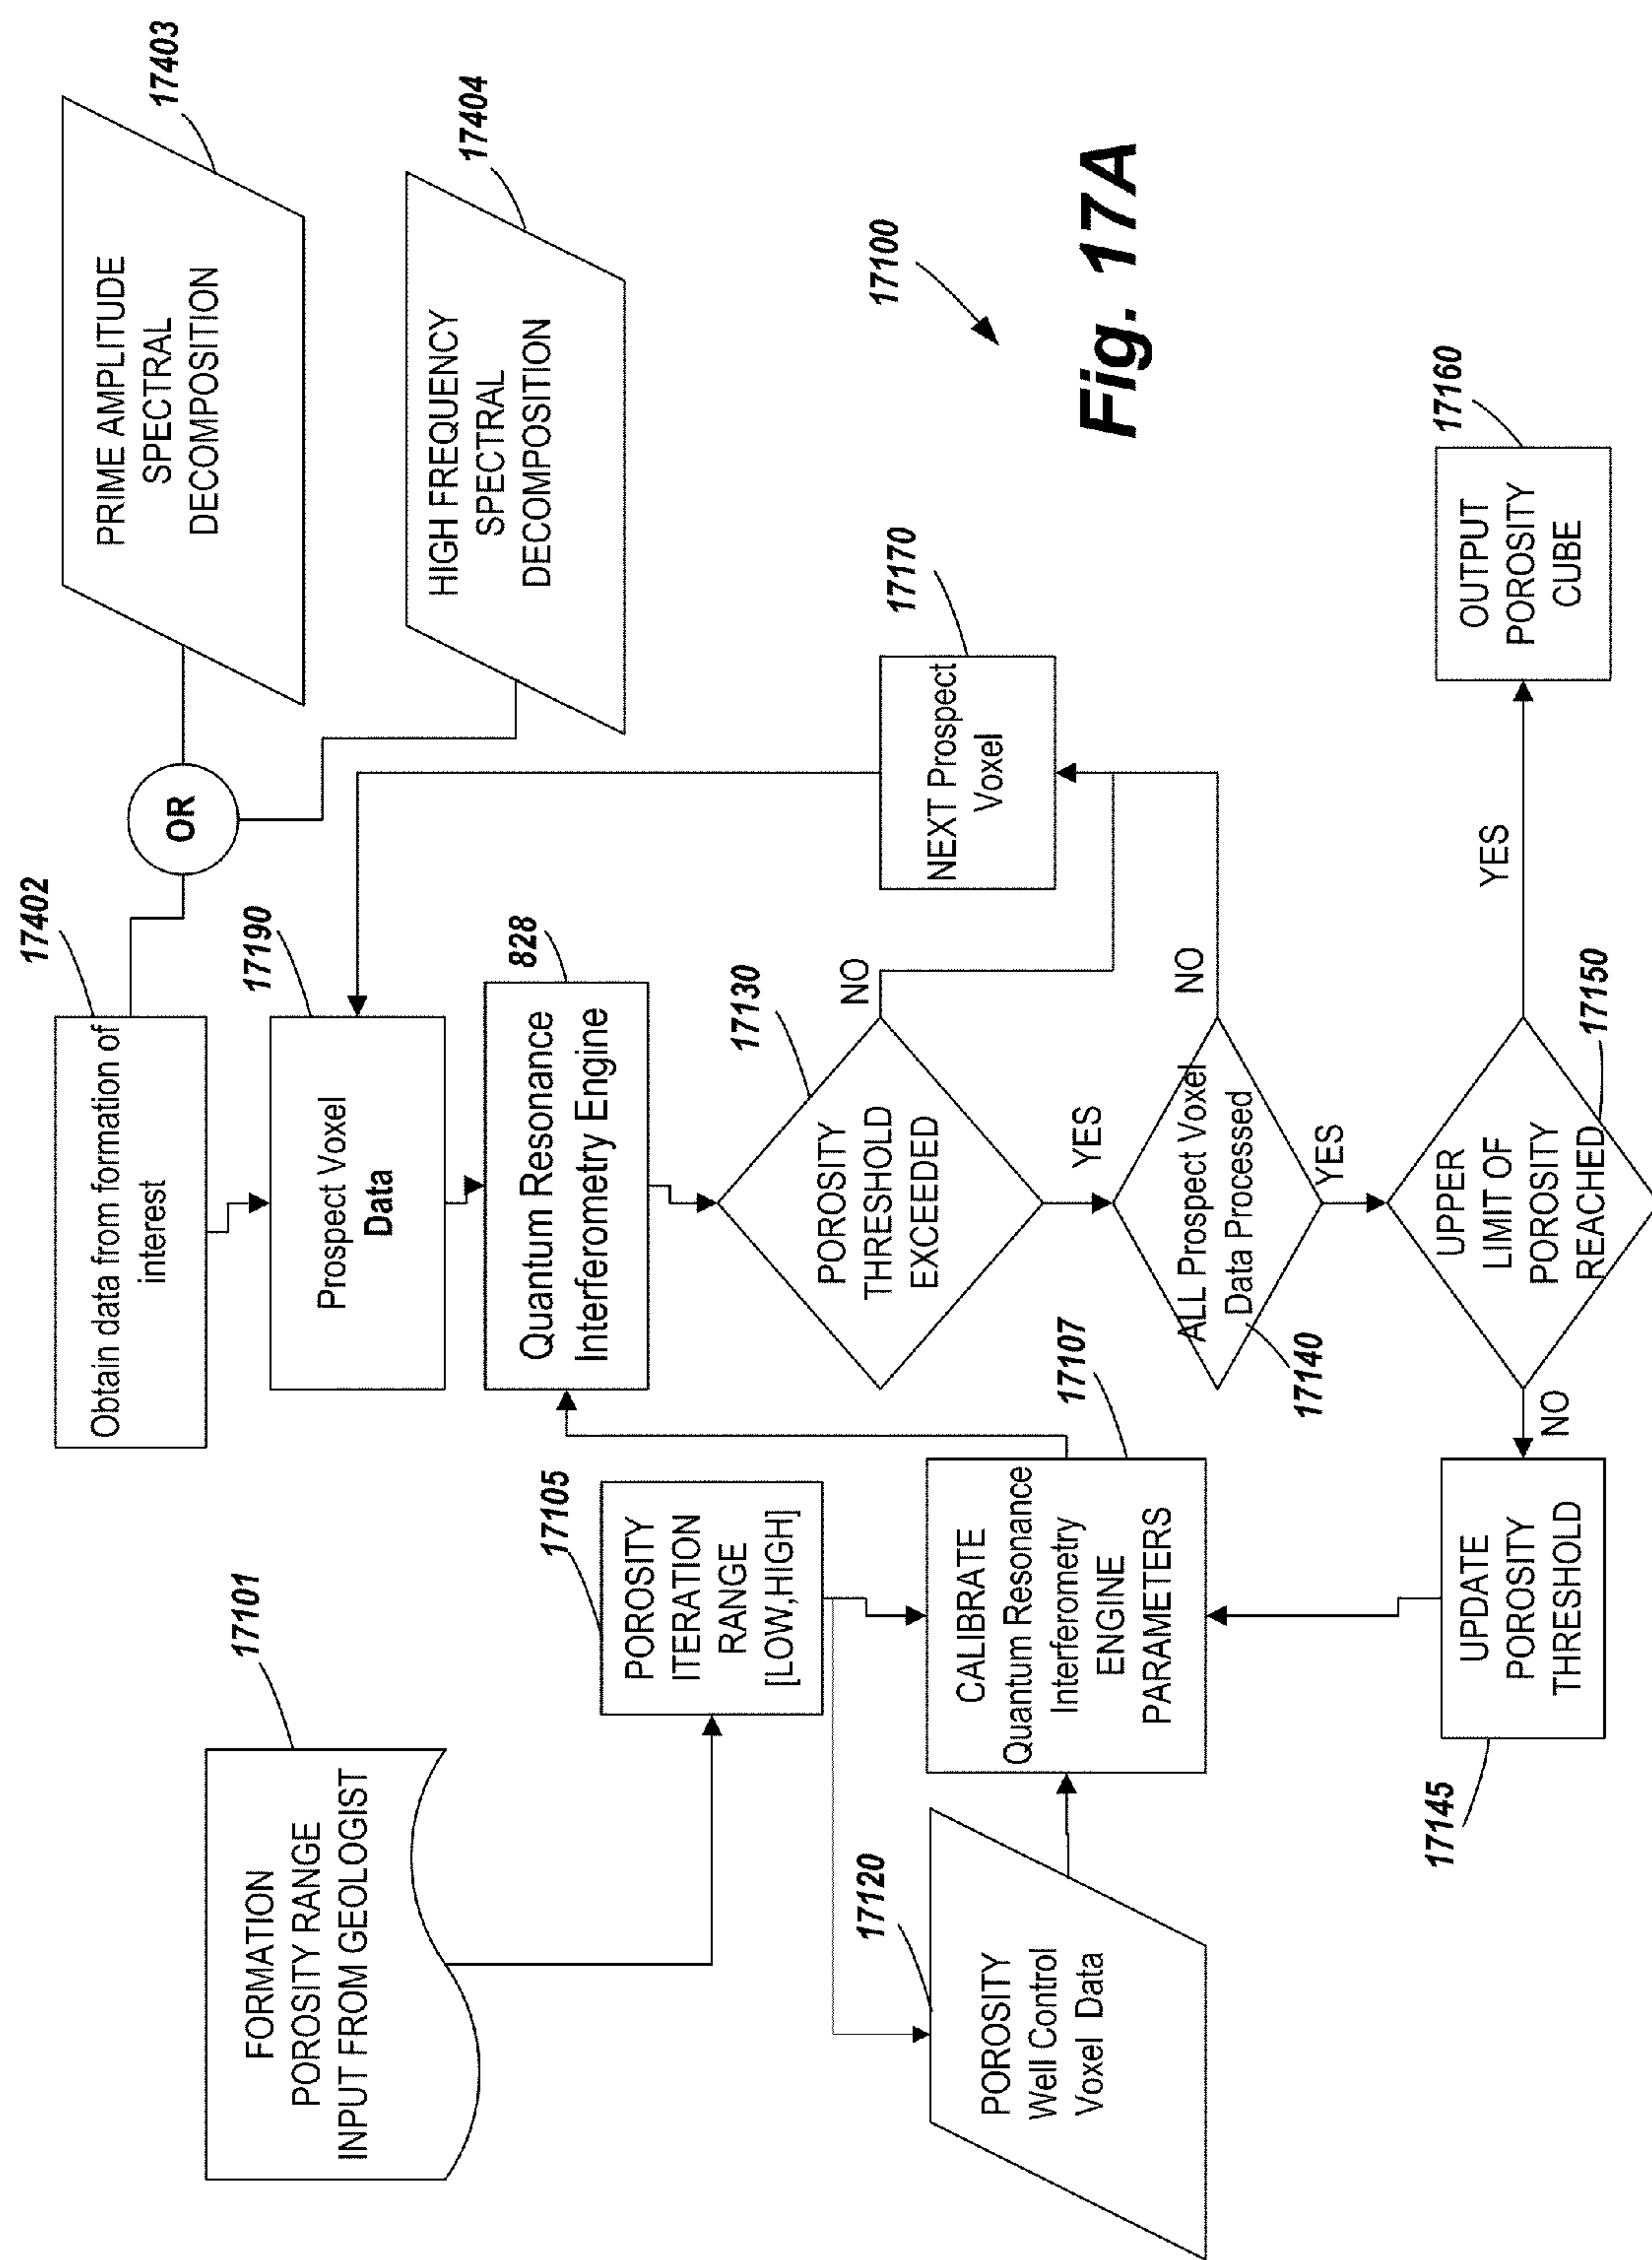 17403
PRIME AMPLITUDE
SPECTRAL
DECOMPOSITION
17404
HIGH FREQUENCY
SPECTRAL
DECOMPOSITION
OR
17402
Obtain data from formation of
interest
17190
Prospect Voxel
Data
828
Quantum Resonance
Interferometry Engine
17130
POROSITY
THRESHOLD
EXCEEDED
NO
YES
17170
NEXT Prospect
Voxel
ALL Prospect Voxel
Data Processed
17140
NO
YES
17150
UPPER
LIMIT OF
POROSITY
REACHED
YES
NO
17160
OUTPUT
POROSITY
CUBE
17101
FORMATION
POROSITY RANGE
INPUT FROM GEOLOGIST
17105
POROSITY
ITERATION
RANGE
[LOW,HIGH]
17107
CALIBRATE
Quantum Resonance
Interferometry
ENGINE
PARAMETERS
17120
POROSITY
Well Control
Voxel Data
17145
UPDATE
POROSITY
THRESHOLD
17100
Fig. 17A